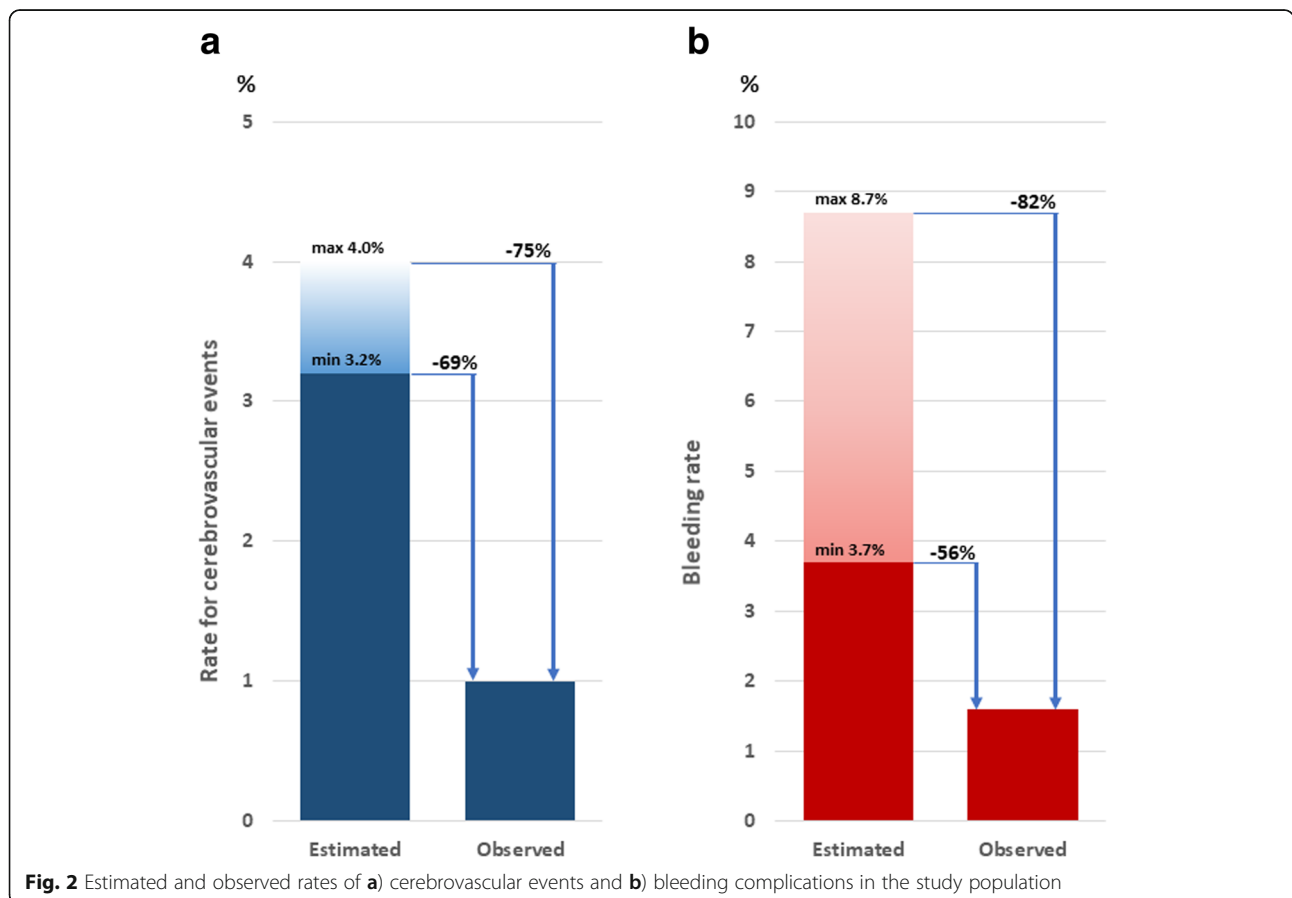 a
%
5
4
3
2
1
0
Rate for cerebrovascular events
max 4.0%
-75%
min 3.2%
-69%
Estimated
Observed
b
%
10
9
8
7
6
5
4
3
2
1
0
Bleeding rate
max 8.7%
-82%
min 3.7%
-56%
Estimated
Observed
Fig. 2 Estimated and observed rates of a) cerebrovascular events and b) bleeding complications in the study population